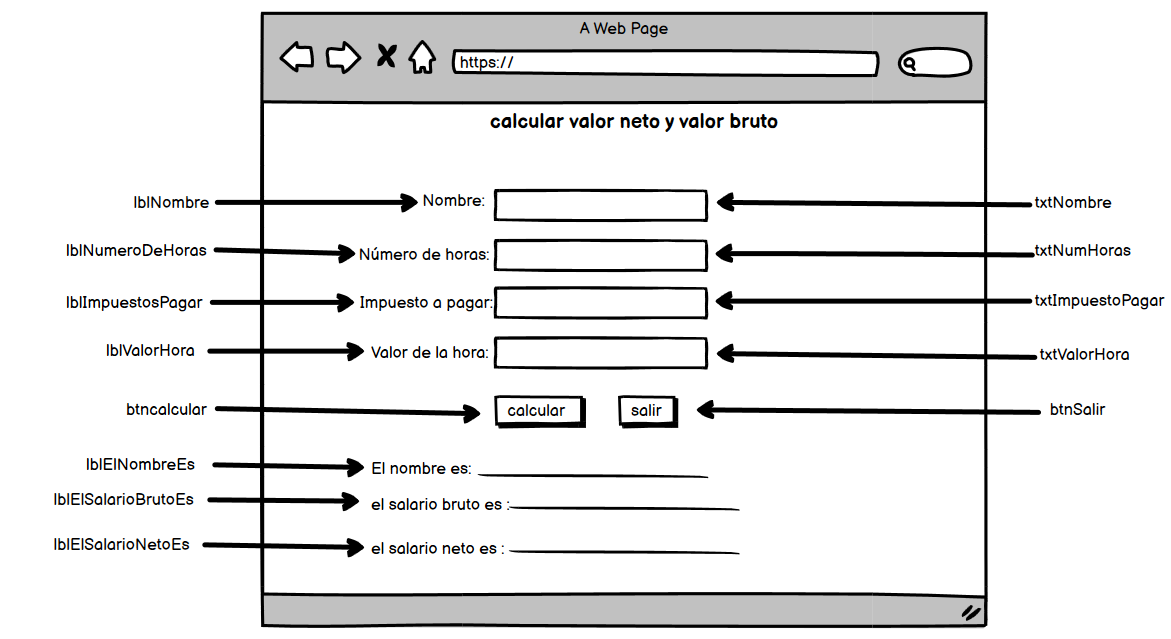 A Web Page
https://
calcular valor neto y valor bruto
lblNombre Nombre: txtNombre
lblNumeroDeHoras Número de horas: txtNumHoras
lblImpuestosPagar Impuesto a pagar: txtImpuestoPagar
lblValorHora Valor de la hora: txtValorHora
btncalcular calcular salir btnSalir
lblElNombreEs El nombre es:
lblElSalarioBrutoEs el salario bruto es :
lblElSalarioNetoEs el salario neto es :